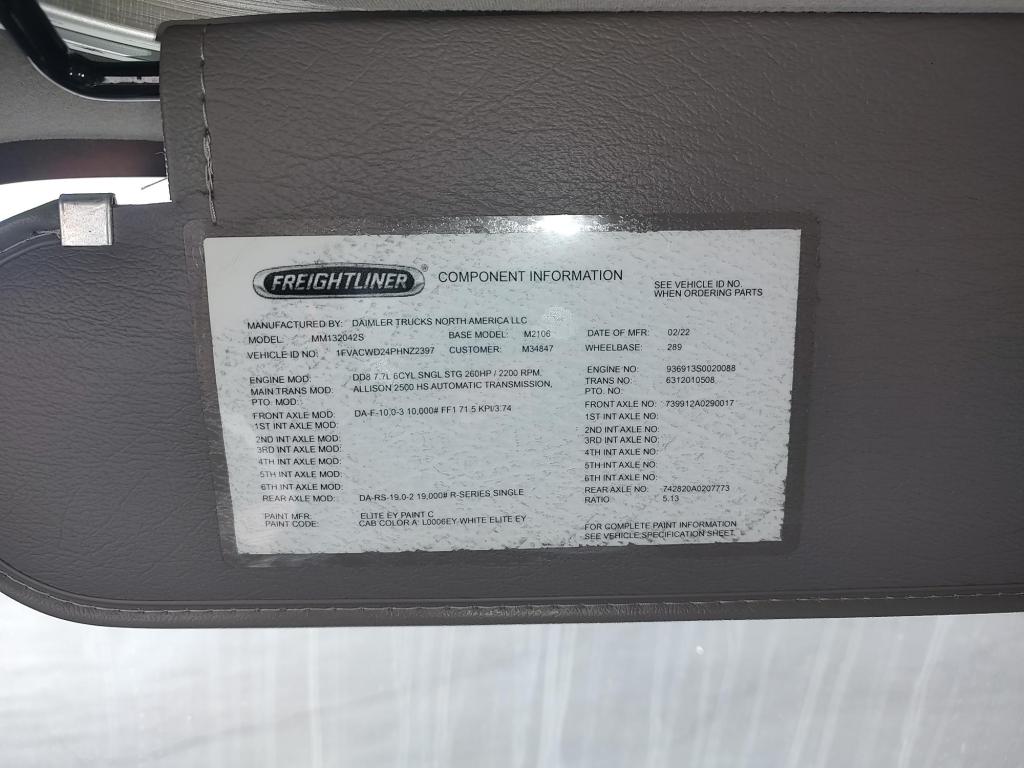 FREIGHTLINER®
COMPONENT INFORMATION
SEE VEHICLE ID NO.
WHEN ORDERING PARTS
MANUFACTURED BY: DAIMLER TRUCKS NORTH AMERICA LLC
MODEL: MM132042S BASE MODEL: M2106 DATE OF MFR: 02/22
VEHICLE ID NO: 1FVACWD24PHNZ2397 CUSTOMER: M34847 WHEELBASE: 289
ENGINE MOD: DD8 7.7L 6CYL SNGL STG 260HP / 2200 RPM, ENGINE NO: 936913S0020088
MAIN TRANS MOD: ALLISON 2500 HS AUTOMATIC TRANSMISSION, TRANS NO: 6312010508
PTO. MOD: PTO. NO:
FRONT AXLE MOD: DA-F-10.0-3 10,000# FF1 71.5 KPI/3.74 FRONT AXLE NO: 739912A0290017
1ST INT AXLE MOD: 1ST INT AXLE NO:
2ND INT AXLE MOD: 2ND INT AXLE NO:
3RD INT AXLE MOD: 3RD INT AXLE NO:
4TH INT AXLE MOD: 4TH INT AXLE NO:
5TH INT AXLE MOD: 5TH INT AXLE NO:
6TH INT AXLE MOD: 6TH INT AXLE NO:
REAR AXLE MOD: DA-RS-19.0-2 19,000# R-SERIES SINGLE REAR AXLE NO: 742820A0207773
RATIO: 5.13
PAINT MFR: ELITE EY PAINT C
PAINT CODE: CAB COLOR A: L0006EY WHITE ELITE EY
FOR COMPLETE PAINT INFORMATION
SEE VEHICLE SPECIFICATION SHEET.